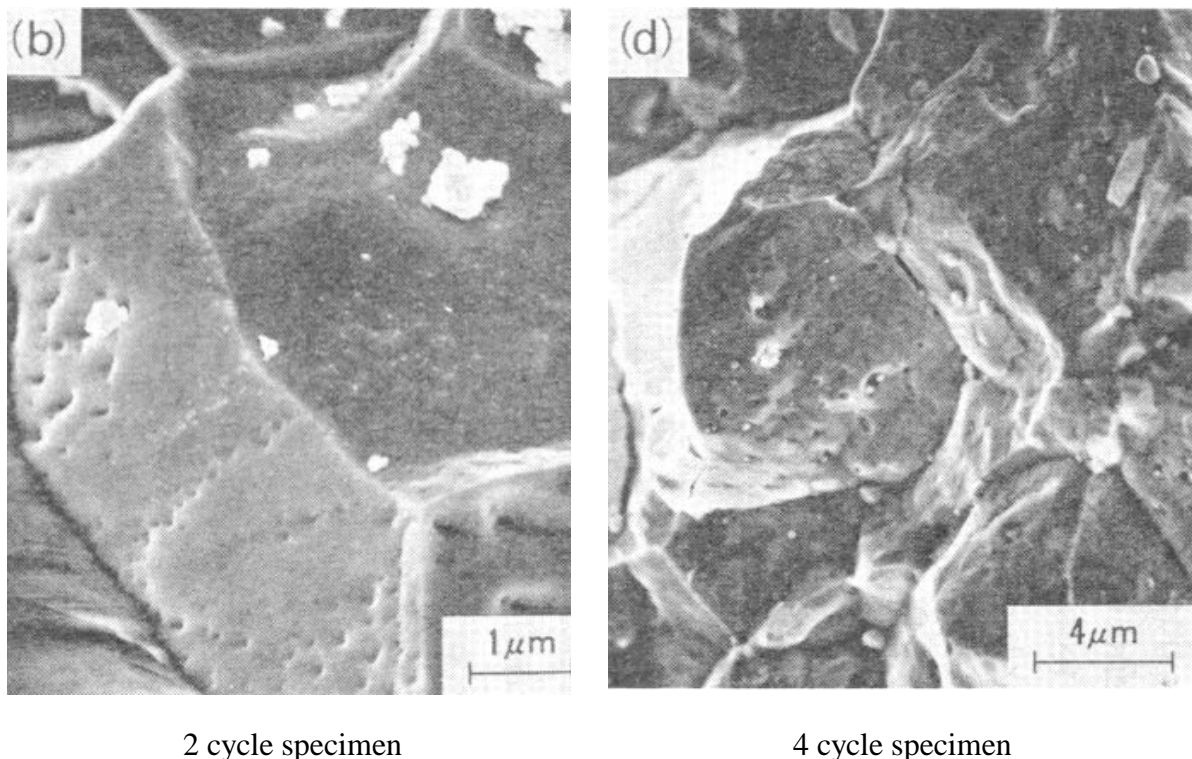 (b)
(d)
1μm
4μm
2 cycle specimen
4 cycle specimen